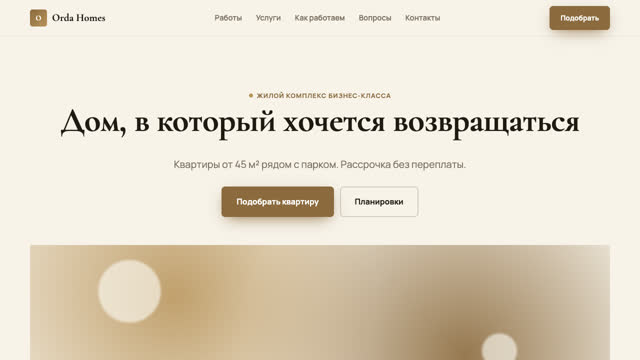 O Orda Homes
Работы Услуги Как работаем Вопросы Контакты
Подобрать
ЖИЛОЙ КОМПЛЕКС БИЗНЕС-КЛАССА
Дом, в который хочется возвращаться
Квартиры от 45 м² рядом с парком. Рассрочка без переплаты.
Подобрать квартиру
Планировки